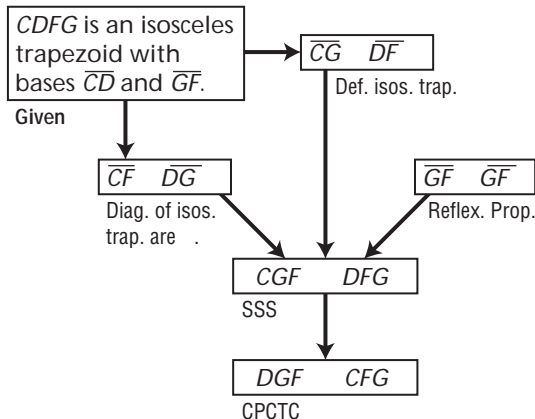 CDFG is an isosceles
trapezoid with
bases CD and GF.
Given
CG DF
Def. isos. trap.
CF DG
Diag. of isos.
trap. are .
GF GF
Reflex. Prop.
CGF DFG
SSS
DGF CFG
CPCTC